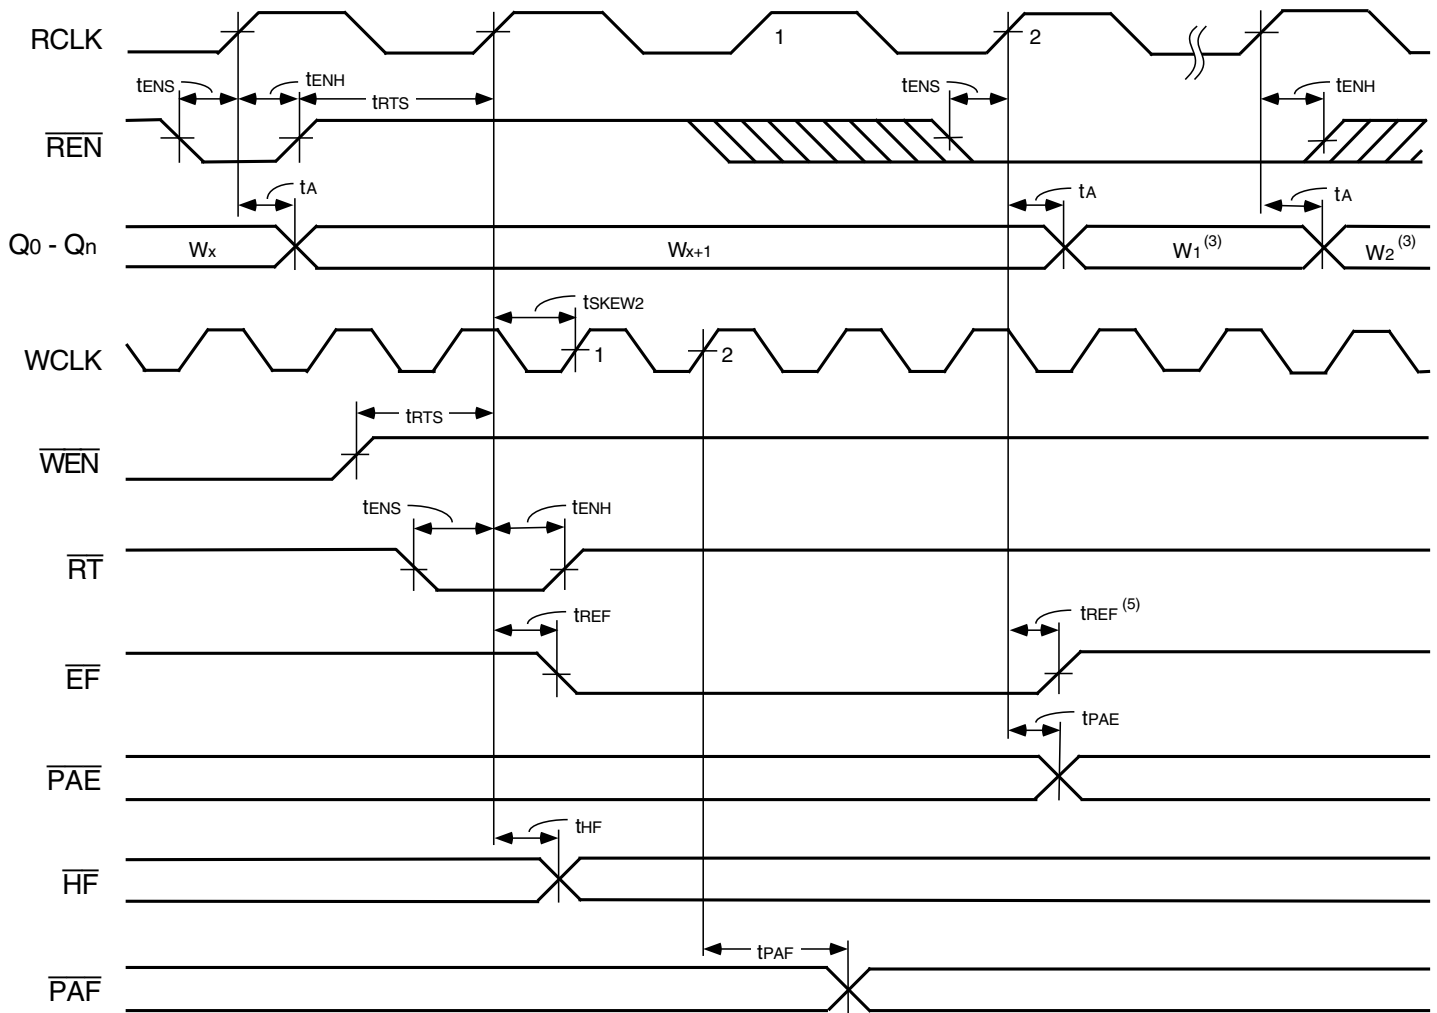 RCLK 1 2
tENS tENH tRTS tENS tENH
REN
tA tA tA
Q0 - Qn Wx Wx+1 W1(3) W2(3)
tSKEW2
WCLK 1 2
tRTS
WEN
tENS tENH
RT
tREF tREF(5)
EF
tPAE
PAE
tHF
HF
tPAF
PAF